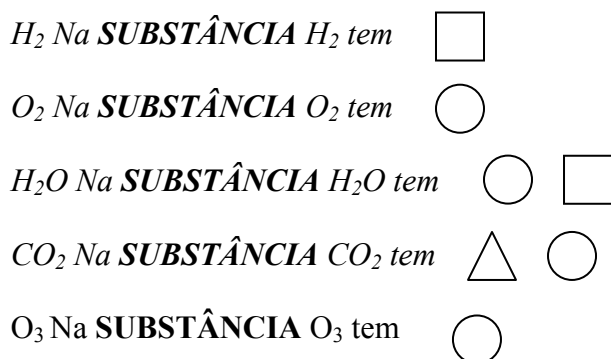 H₂ Na SUBSTÂNCIA H₂ tem
O₂ Na SUBSTÂNCIA O₂ tem
H₂O Na SUBSTÂNCIA H₂O tem
CO₂ Na SUBSTÂNCIA CO₂ tem
O₃ Na SUBSTÂNCIA O₃ tem